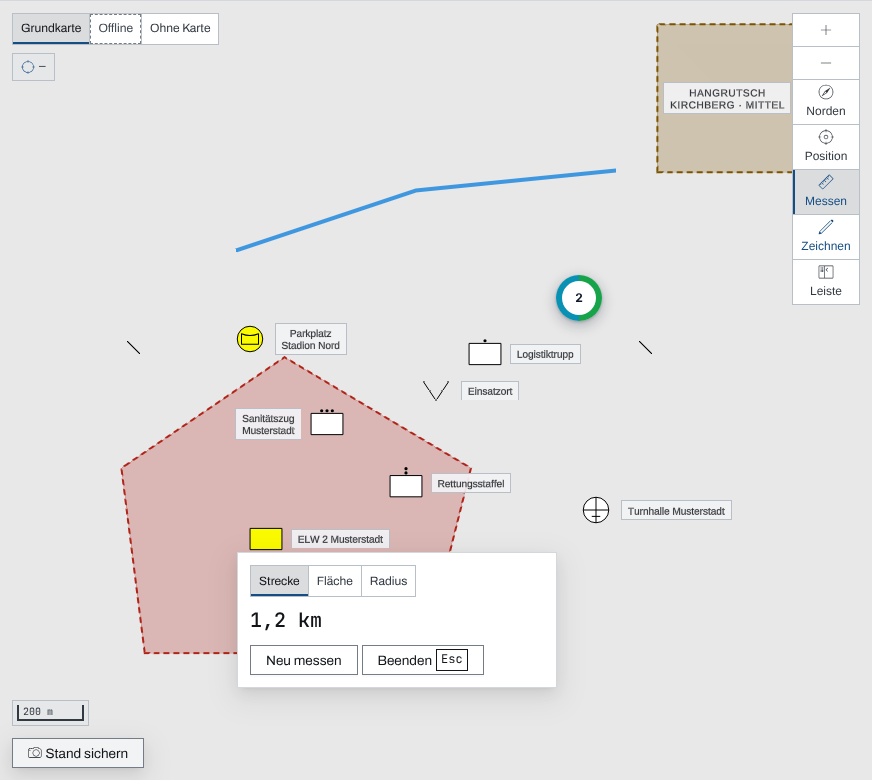 Grundkarte
Offline
Ohne Karte
–
HANGRUTSCH
KIRCHBERG · MITTEL
+
–
Norden
Position
Messen
Zeichnen
Leiste
2
Parkplatz
Stadion Nord
Logistiktrupp
Einsatzort
Sanitätszug
Musterstadt
Rettungsstaffel
Turnhalle Musterstadt
ELW 2 Musterstadt
Strecke
Fläche
Radius
1,2 km
Neu messen
Beenden Esc
200 m
Stand sichern